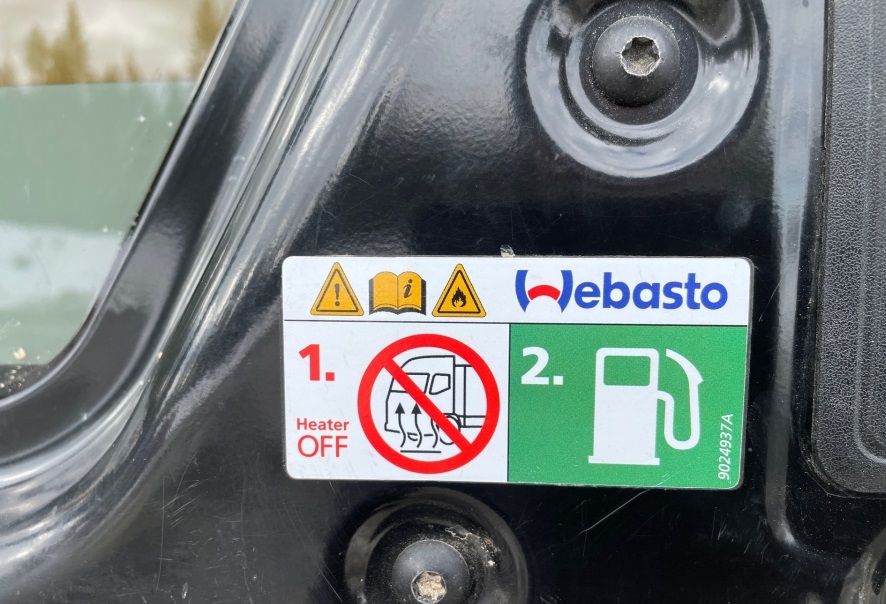 Webasto
1.
Heater
OFF
2.
9024937A